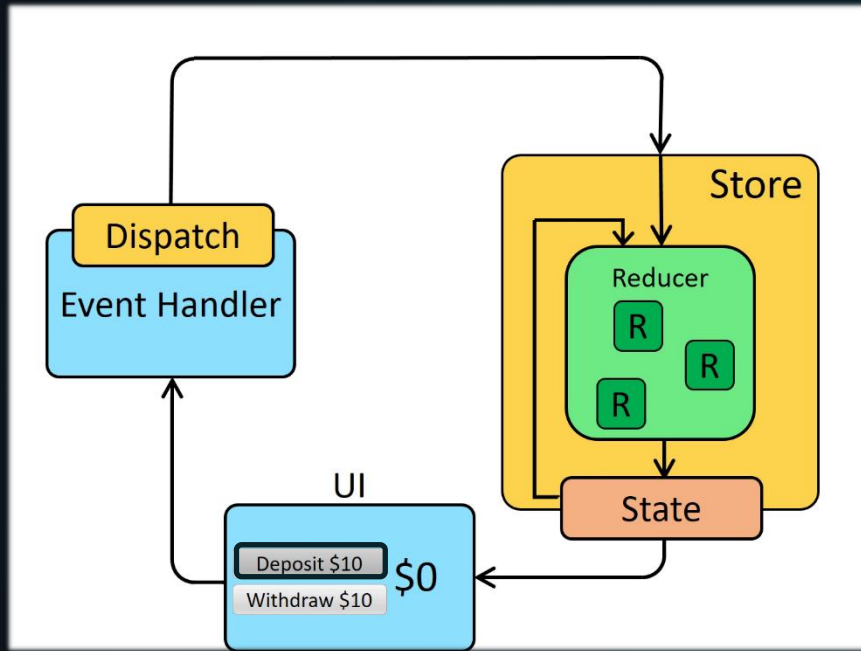 Store
Dispatch
Event Handler
Reducer
R
R
R
State
UI
Deposit $10
$0
Withdraw $10